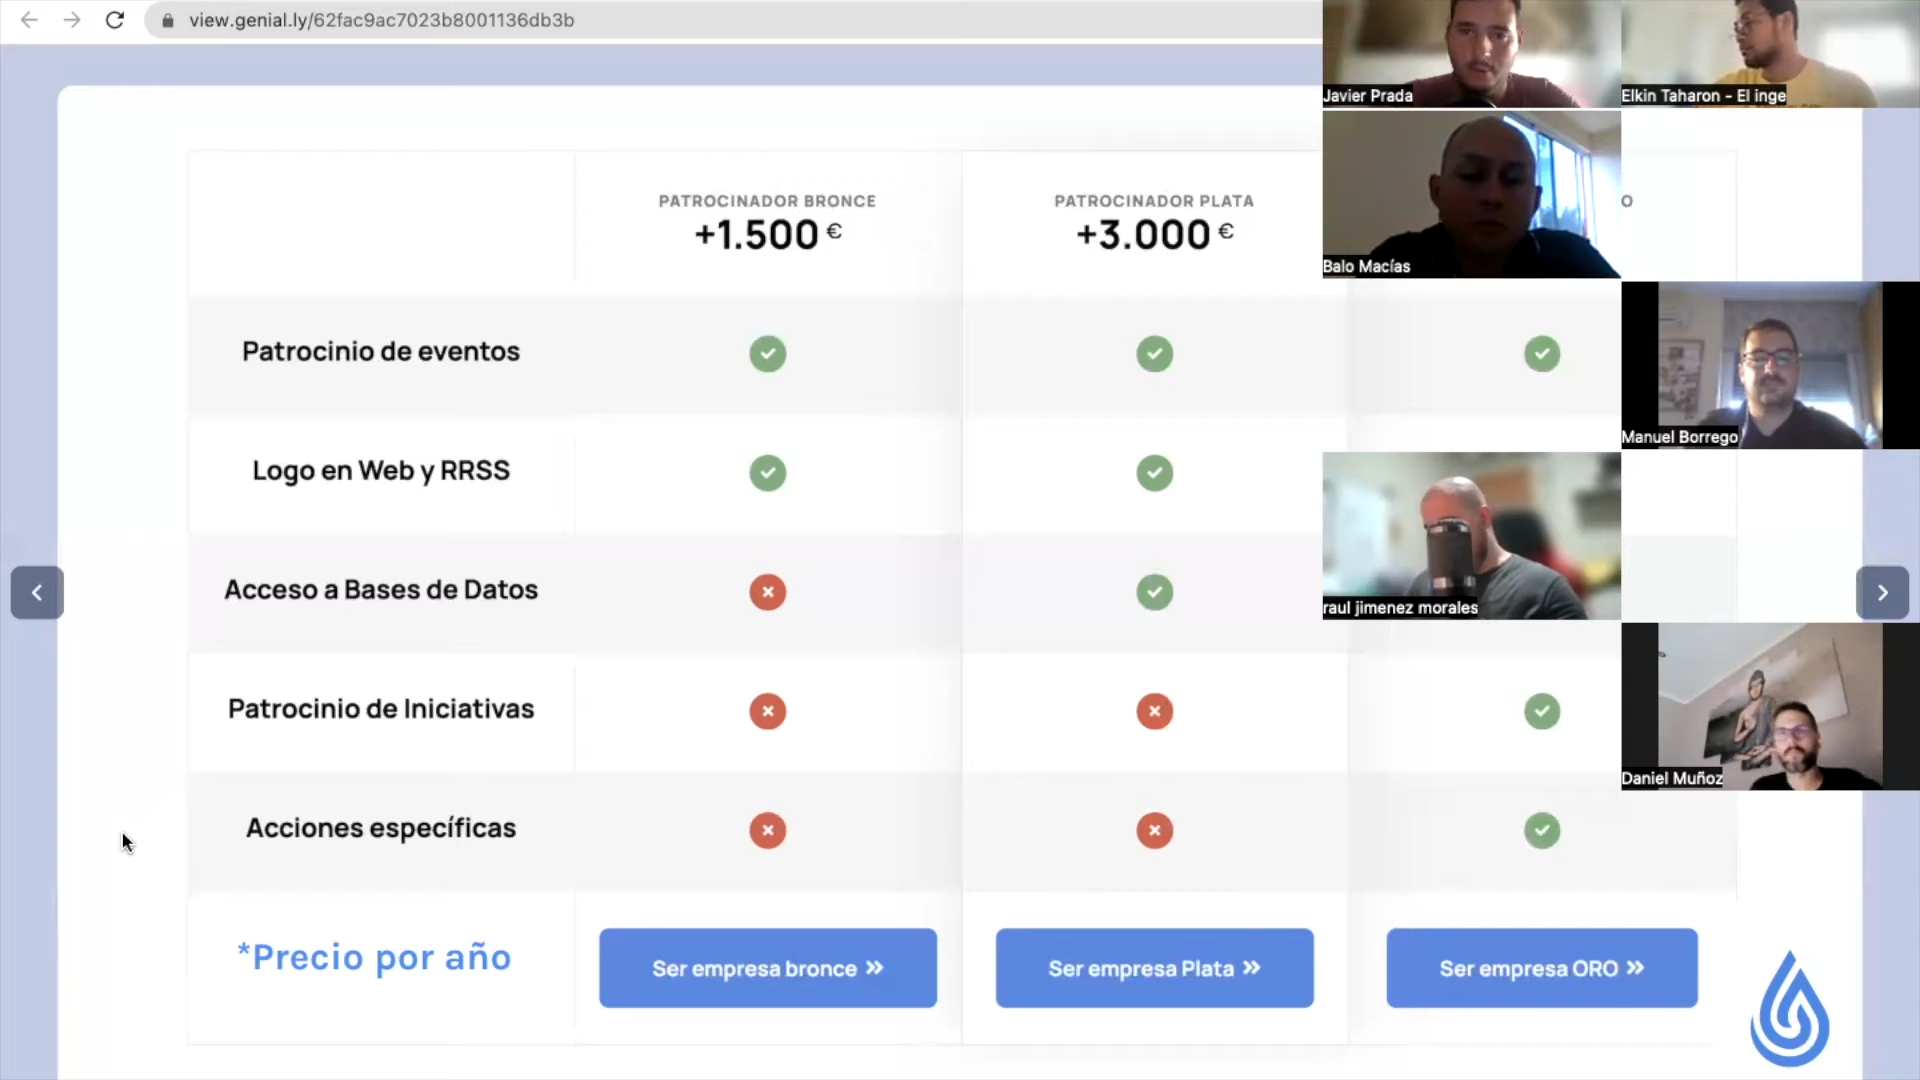 view.genial.ly/62fac9ac7023b8001136db3b
Javier Prada
Elkin Taharon - El inge
Balo Macías
Manuel Borrego
raul jimenez morales
Daniel Muñoz
PATROCINADOR BRONCE
+1.500 €
PATROCINADOR PLATA
+3.000 €
O
Patrocinio de eventos
Logo en Web y RRSS
Acceso a Bases de Datos
Patrocinio de Iniciativas
Acciones específicas
*Precio por año
Ser empresa bronce »
Ser empresa Plata »
Ser empresa ORO »